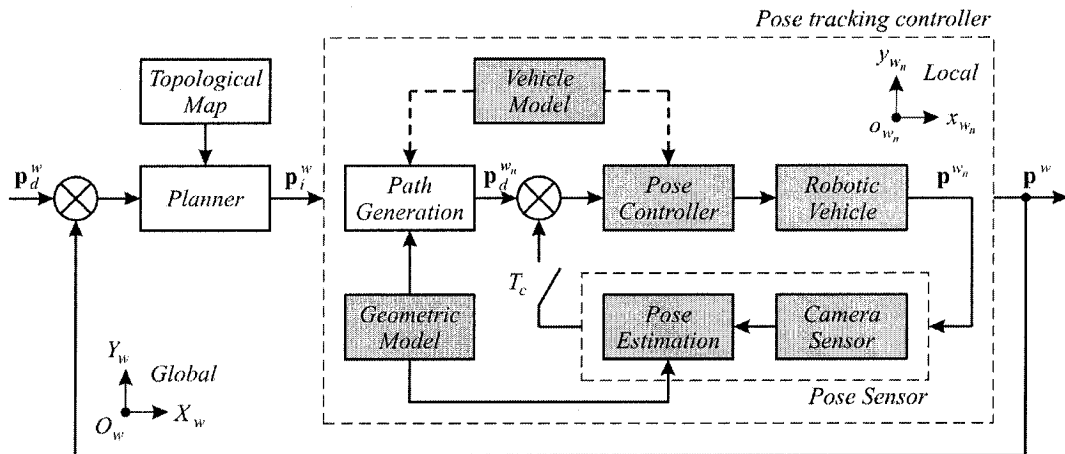 Pose tracking controller
Topological
Map
Vehicle
Model
y_{w_n}
Local
o_{w_n}
x_{w_n}
p_d^w
Planner
p_i^w
Path
Generation
p_d^{w_n}
Pose
Controller
Robotic
Vehicle
p^{w_n}
p^w
T_c
Geometric
Model
Pose
Estimation
Camera
Sensor
Pose Sensor
Y_w
Global
O_w
X_w